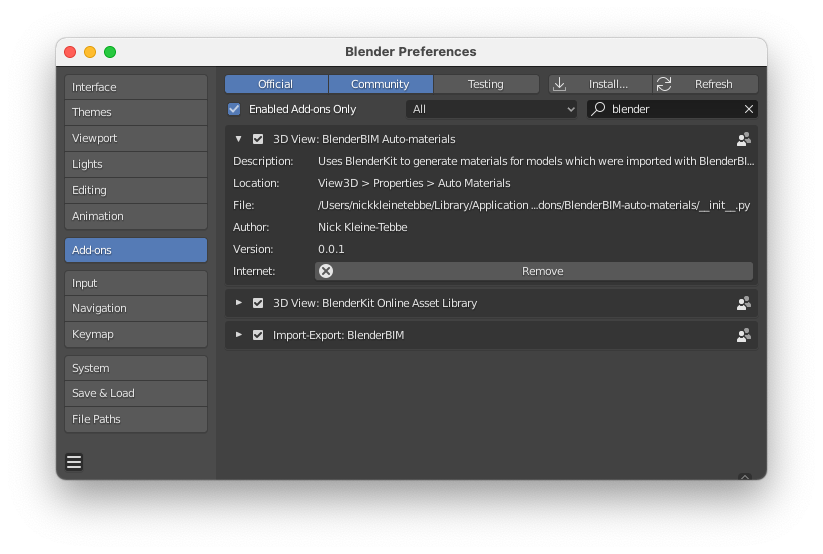 Blender Preferences
Interface
Themes
Viewport
Lights
Editing
Animation
Add-ons
Input
Navigation
Keymap
System
Save & Load
File Paths
Official Community Testing Install... Refresh
Enabled Add-ons Only All blender
3D View: BlenderBIM Auto-materials
Description: Uses BlenderKit to generate materials for models which were imported with BlenderBI...
Location: View3D > Properties > Auto Materials
File: /Users/nickkleinetebbe/Library/Application ...dons/BlenderBIM-auto-materials/__init__.py
Author: Nick Kleine-Tebbe
Version: 0.0.1
Internet: Remove
3D View: BlenderKit Online Asset Library
Import-Export: BlenderBIM